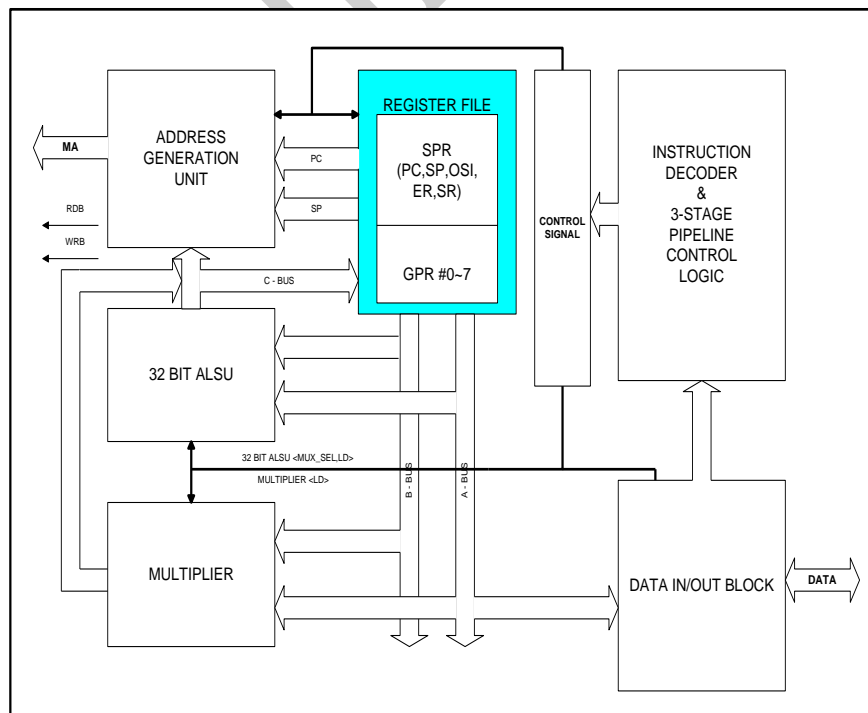 REGISTER FILE
ADDRESS
GENERATION
UNIT
SPR
(PC,SP,OSI,
ER,SR)
GPR #0~7
MA
PC
SP
RDB
WRB
C - BUS
CONTROL
SIGNAL
INSTRUCTION
DECODER
&
3-STAGE
PIPELINE
CONTROL
LOGIC
32 BIT ALSU
32 BIT ALSU <MUX_SEL,LD>
MULTIPLIER <LD>
B - BUS
A - BUS
MULTIPLIER
DATA IN/OUT BLOCK
DATA